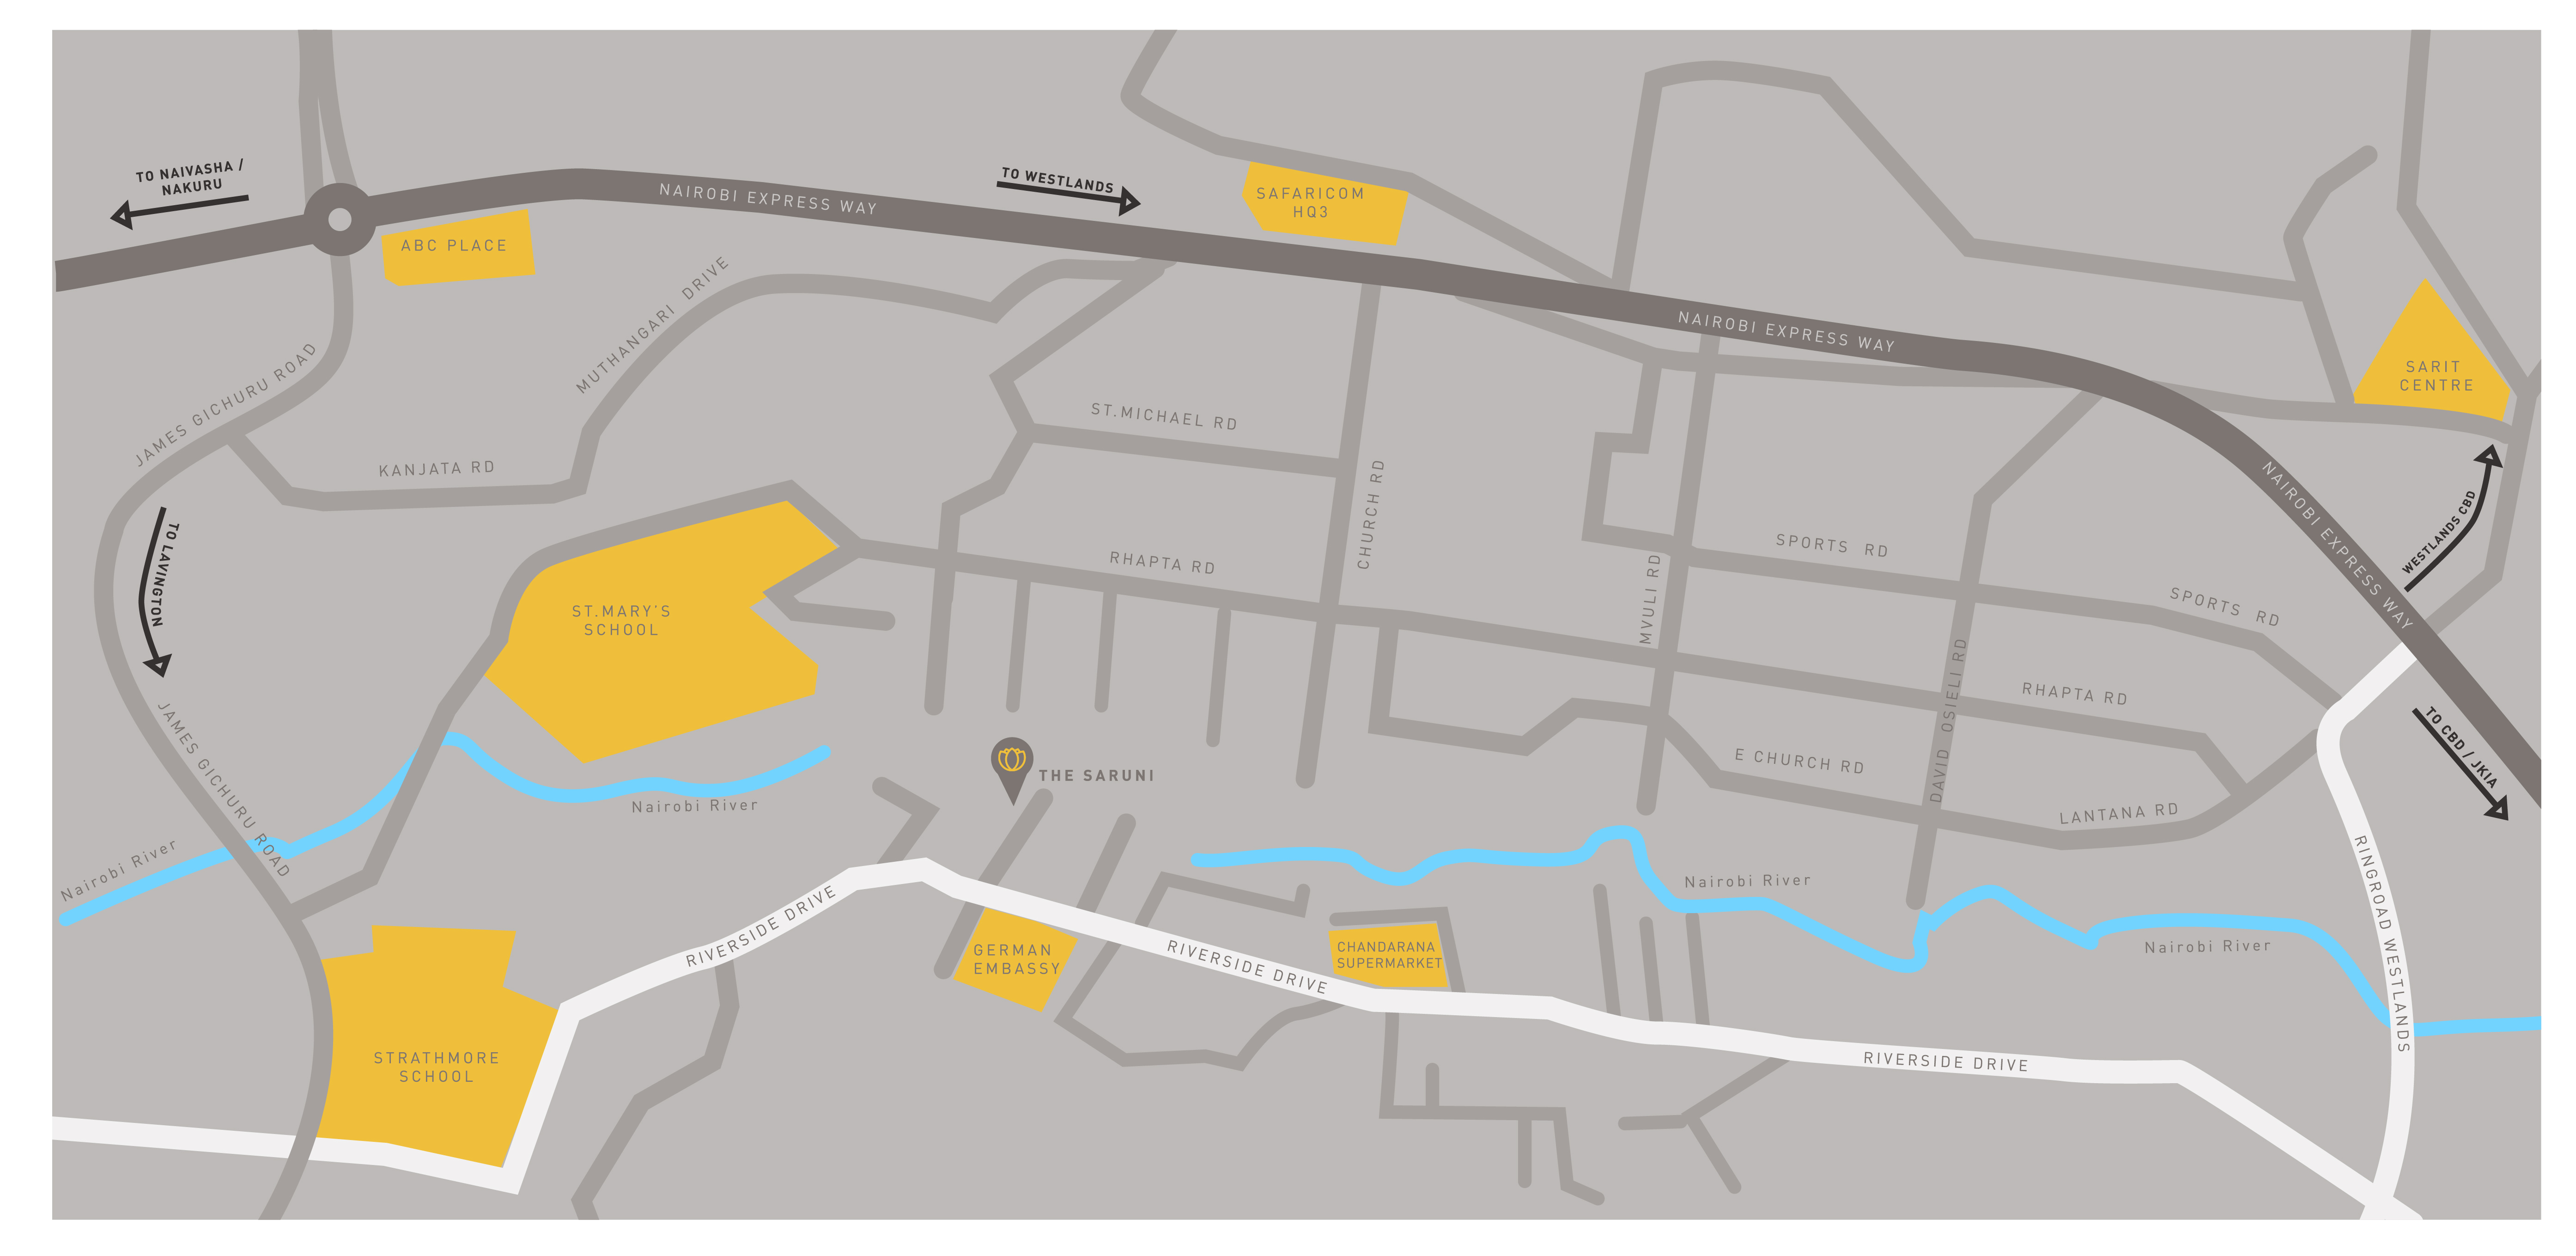 TO NAIVASHA /
NAKURU
ABC PLACE
NAIROBI EXPRESS WAY
TO WESTLANDS
SAFARICOM
HQ3
NAIROBI EXPRESS WAY
SARIT
CENTRE
MUTHANGARI DRIVE
JAMES GICHURU ROAD
KANJATA RD
ST.MICHAEL RD
CHURCH RD
NAIROBI EXPRESS WAY
WESTLANDS CBD
TO LAVINGTON
ST.MARY'S
SCHOOL
RHAPTA RD
MVULI RD
SPORTS RD
SPORTS RD
DAVID OSIELI RD
RHAPTA RD
JAMES GICHURU ROAD
THE SARUNI
E CHURCH RD
LANTANA RD
TO CBD / JKIA
Nairobi River
Nairobi River
Nairobi River
Nairobi River
RINGROAD WESTLANDS
RIVERSIDE DRIVE
GERMAN
EMBASSY
RIVERSIDE DRIVE
CHANDARANA
SUPERMARKET
STRATHMORE
SCHOOL
RIVERSIDE DRIVE